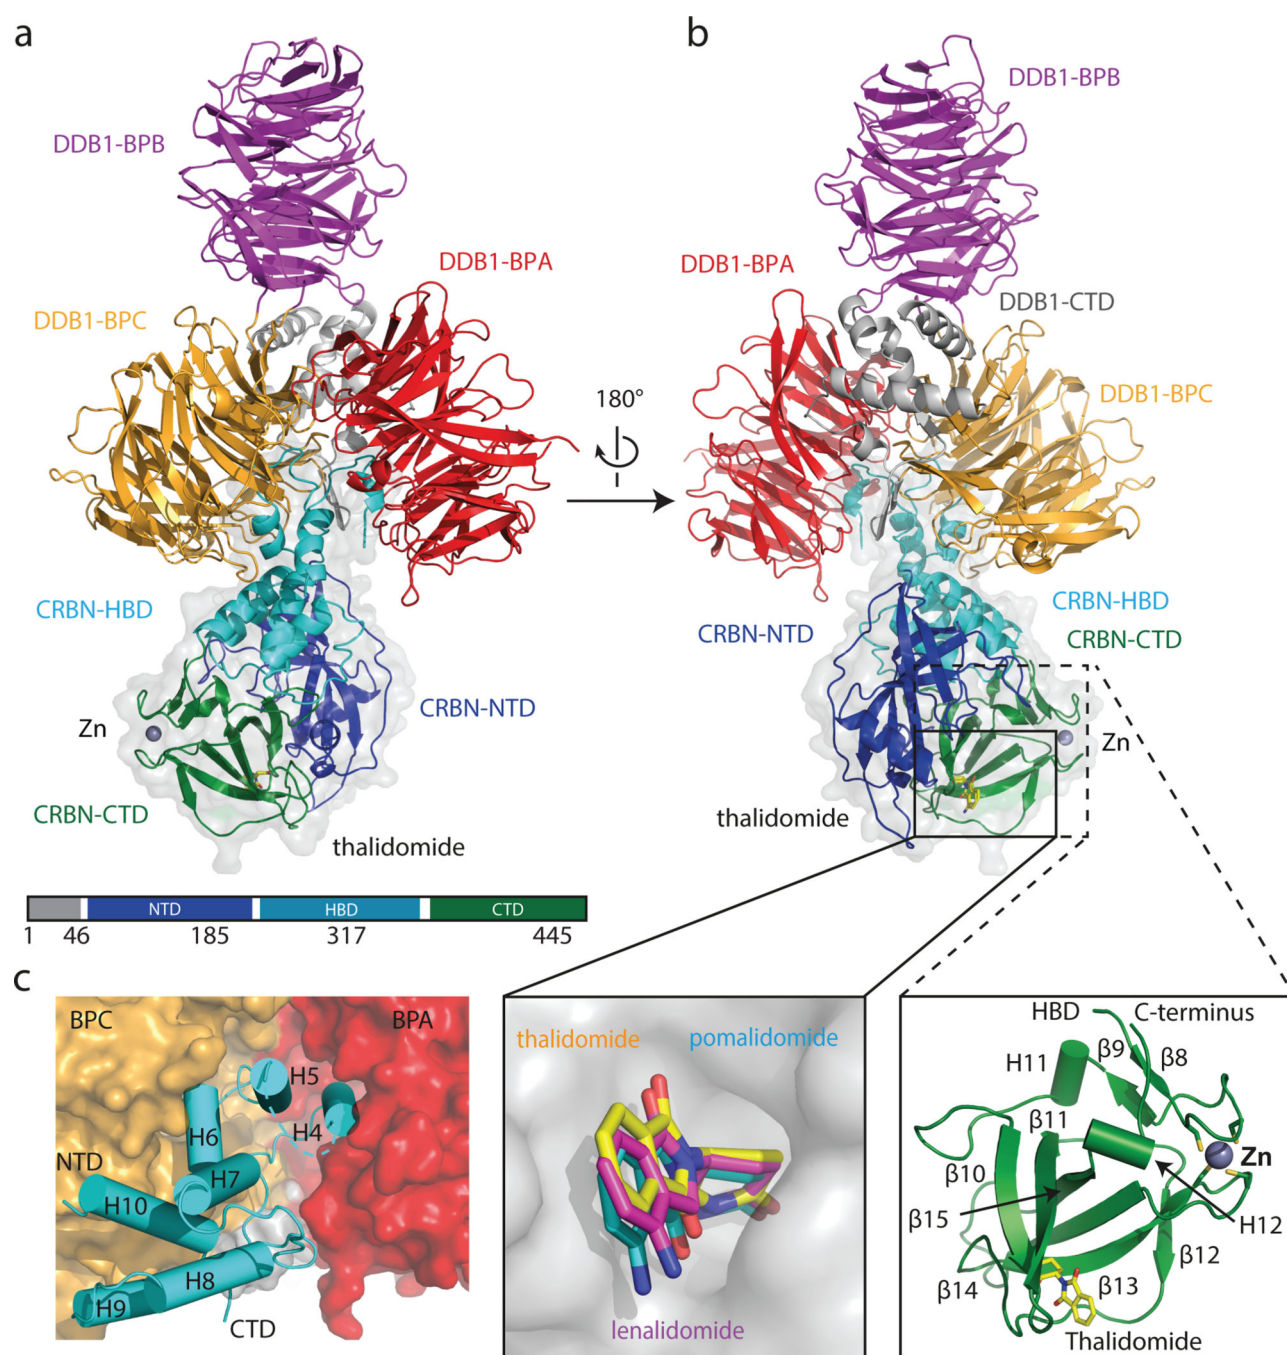 a
DDB1-BPB
DDB1-BPA
DDB1-BPC
CRBN-HBD
CRBN-NTD
Zn
CRBN-CTD
thalidomide
180°
b
DDB1-BPB
DDB1-BPA
DDB1-CTD
DDB1-BPC
CRBN-HBD
CRBN-NTD
CRBN-CTD
Zn
thalidomide
NTD HBD CTD
1 46 185 317 445
c
BPC BPA
H5
H4
H6
NTD
H7
H10
H8
H9
CTD
thalidomide pomalidomide
lenalidomide
HBD C-terminus
H11 β9 β8
β11
Zn
β10
β15 H12
β12
β14 β13
Thalidomide